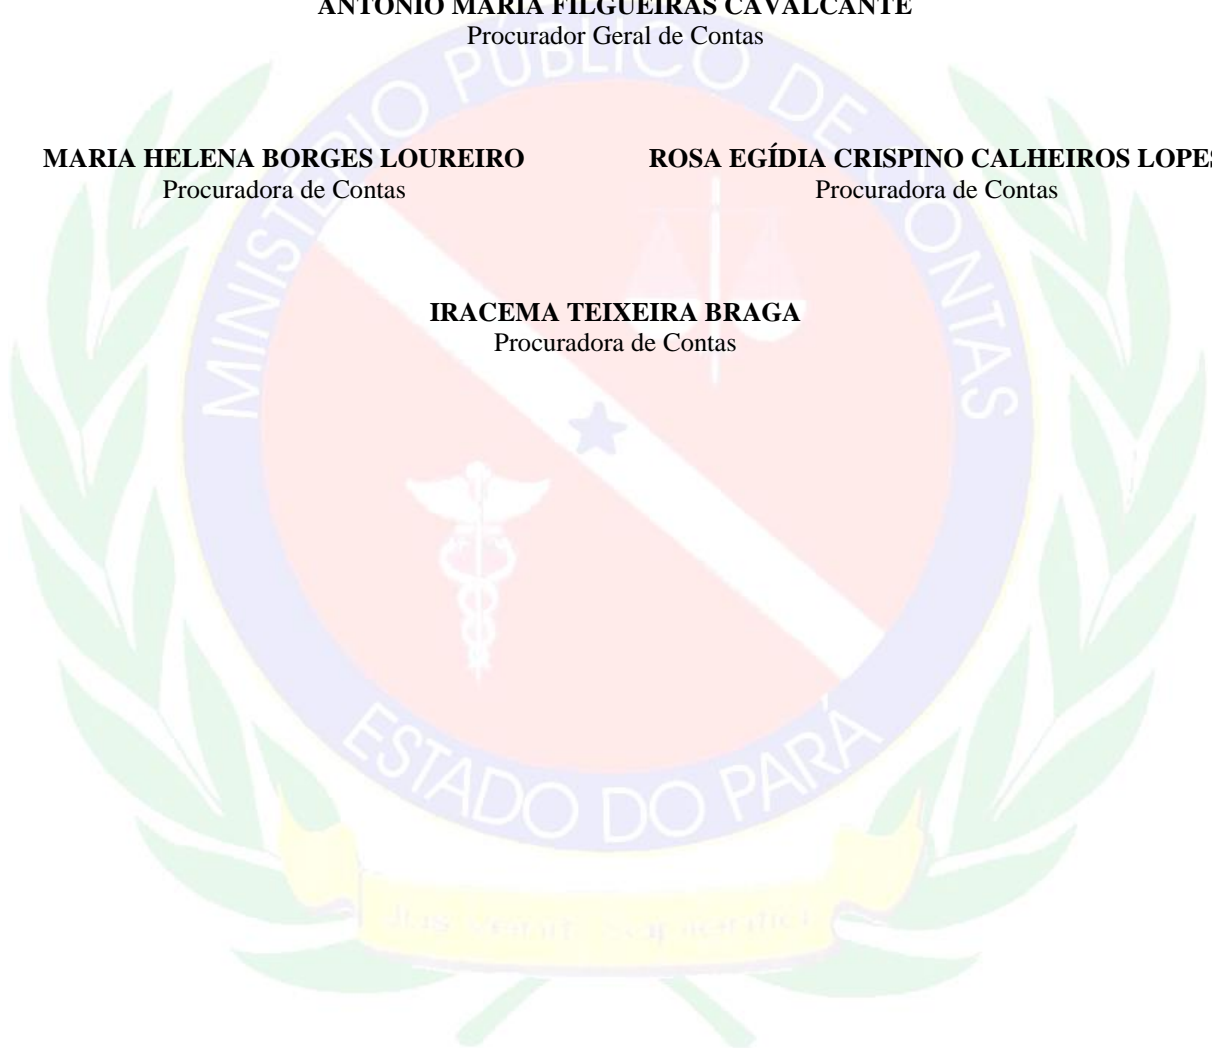 ANTONIO MARIA FILGUEIRAS CAVALCANTE
Procurador Geral de Contas
MARIA HELENA BORGES LOUREIRO
Procuradora de Contas
ROSA EGÍDIA CRISPINO CALHEIROS LOPES
Procuradora de Contas
IRACEMA TEIXEIRA BRAGA
Procuradora de Contas
MINISTÉRIO PÚBLICO DE CONTAS
ESTADO DO PARÁ